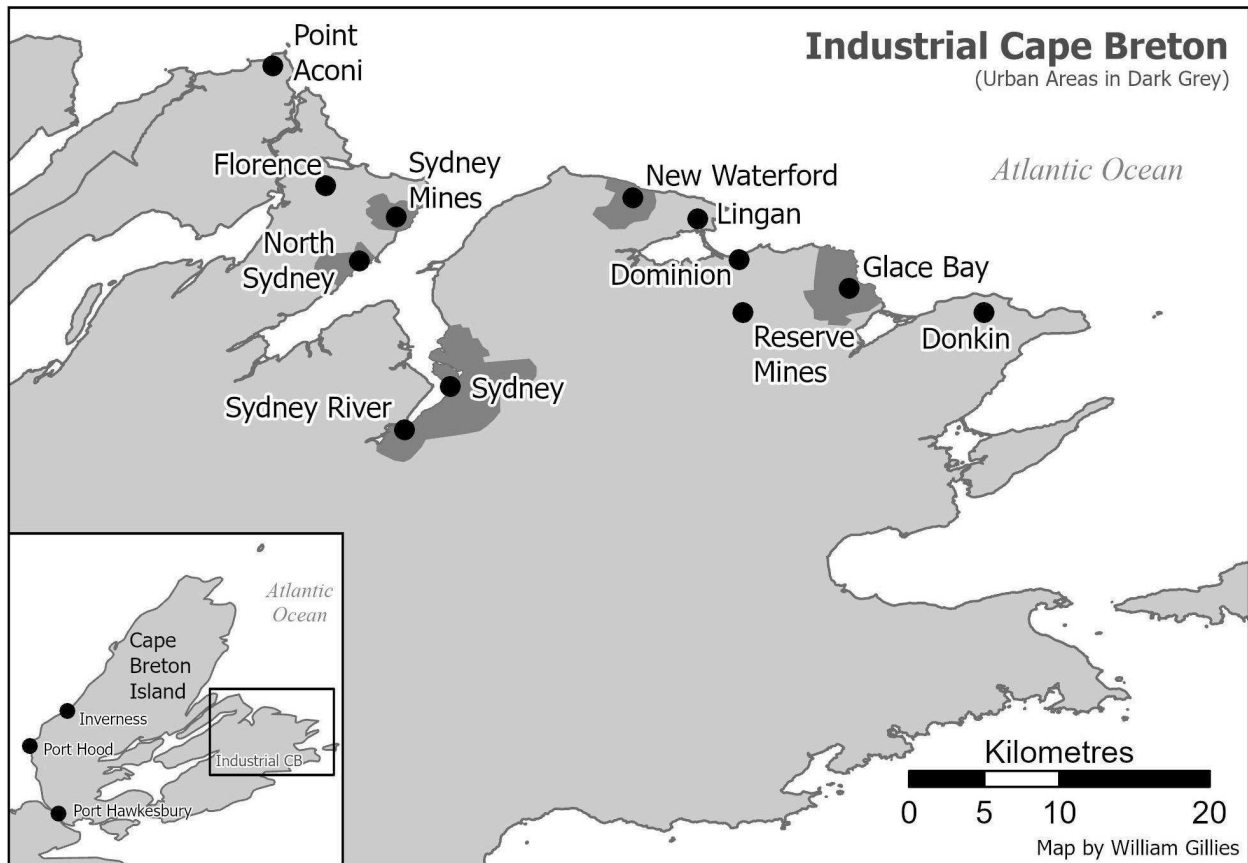 Industrial Cape Breton
(Urban Areas in Dark Grey)
Point
Aconi
Florence
Sydney
Mines
North
Sydney
New Waterford
Lingan
Dominion
Glace Bay
Reserve
Mines
Donkin
Sydney
Sydney River
Atlantic Ocean
Atlantic
Ocean
Cape
Breton
Island
Inverness
Port Hood
Industrial CB
Port Hawkesbury
Kilometres
0 5 10 20
Map by William Gillies